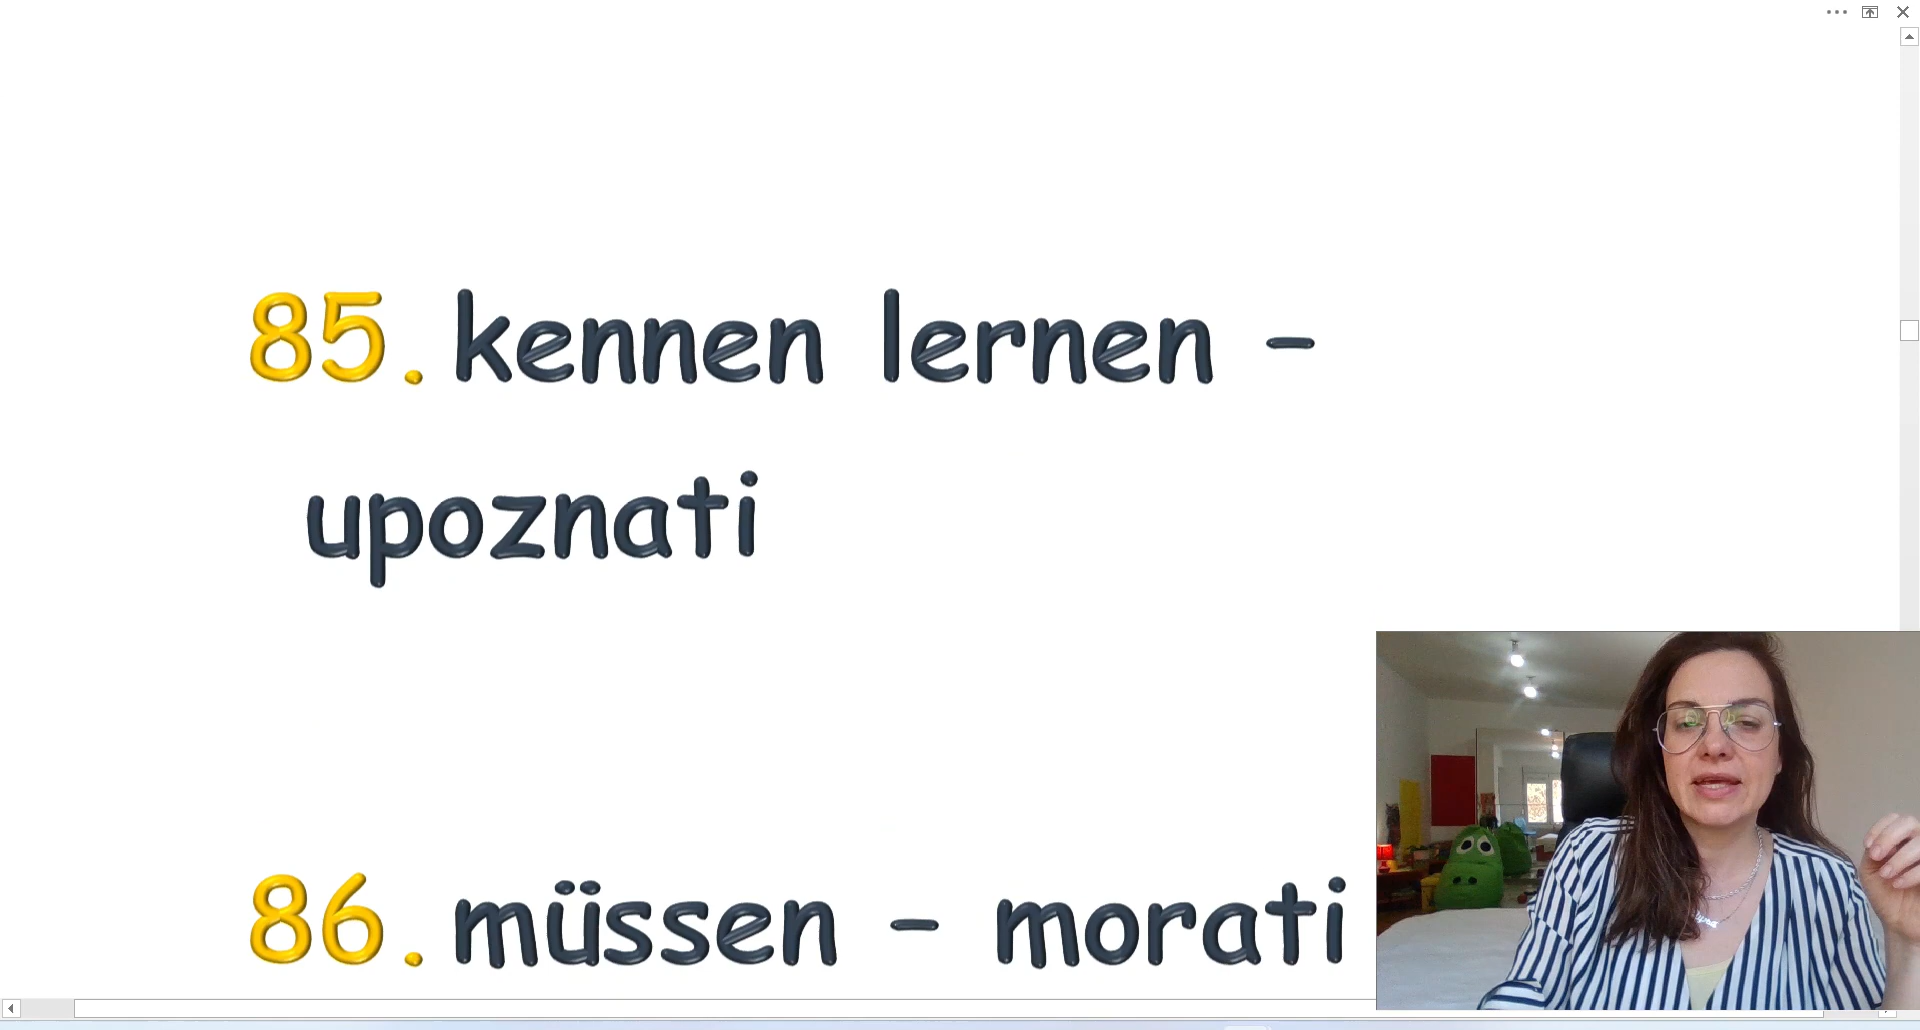 85. kennen lernen –
upoznati
86. müssen – morati